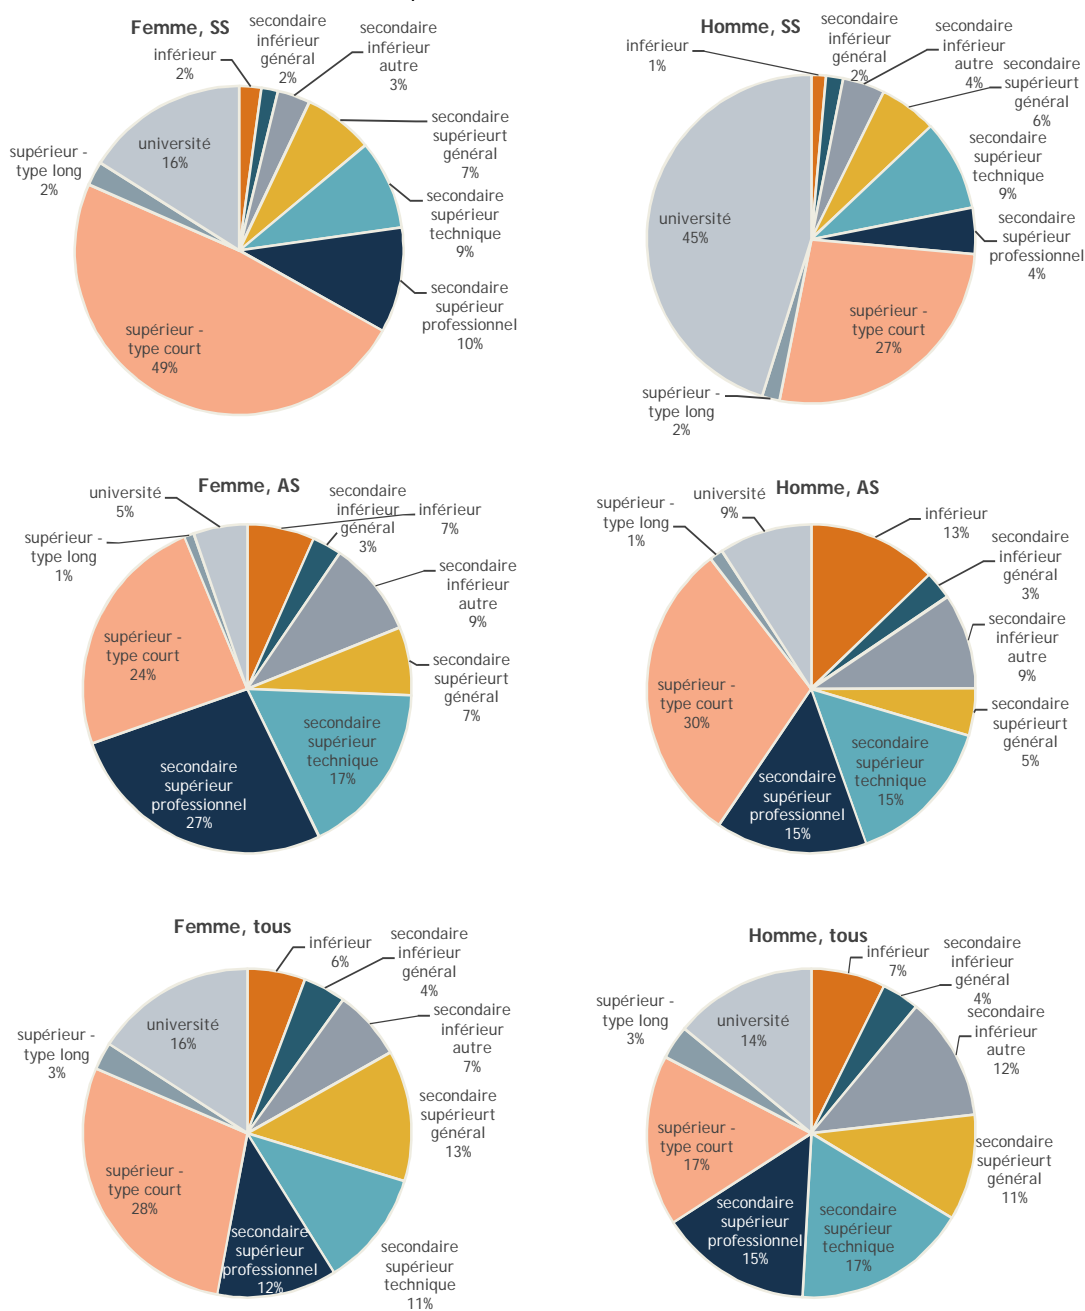 Femme, SS
inférieur
2%
secondaire
inférieur
général
2%
secondaire
inférieur
autre
3%
secondaire
supérieurt
général
7%
secondaire
supérieur
technique
9%
secondaire
supérieur
professionnel
10%
supérieur -
type court
49%
supérieur -
type long
2%
université
16%
Homme, SS
inférieur
1%
secondaire
inférieur
général
2%
secondaire
inférieur
autre
4%
secondaire
supérieurt
général
6%
secondaire
supérieur
technique
9%
secondaire
supérieur
professionnel
4%
supérieur -
type court
27%
supérieur -
type long
2%
université
45%
Femme, AS
inférieur
7%
secondaire
inférieur
général
3%
secondaire
inférieur
autre
9%
secondaire
supérieurt
général
7%
secondaire
supérieur
technique
17%
secondaire
supérieur
professionnel
27%
supérieur -
type court
24%
supérieur -
type long
1%
université
5%
Homme, AS
inférieur
13%
secondaire
inférieur
général
3%
secondaire
inférieur
autre
9%
secondaire
supérieurt
général
5%
secondaire
supérieur
technique
15%
secondaire
supérieur
professionnel
15%
supérieur -
type court
30%
supérieur -
type long
1%
université
9%
Femme, tous
inférieur
6%
secondaire
inférieur
général
4%
secondaire
inférieur
autre
7%
secondaire
supérieurt
général
13%
secondaire
supérieur
technique
11%
secondaire
supérieur
professionnel
12%
supérieur -
type court
28%
supérieur -
type long
3%
université
16%
Homme, tous
inférieur
7%
secondaire
inférieur
général
4%
secondaire
inférieur
autre
12%
secondaire
supérieurt
général
11%
secondaire
supérieur
technique
17%
secondaire
supérieur
professionnel
15%
supérieur -
type court
17%
supérieur -
type long
3%
université
14%